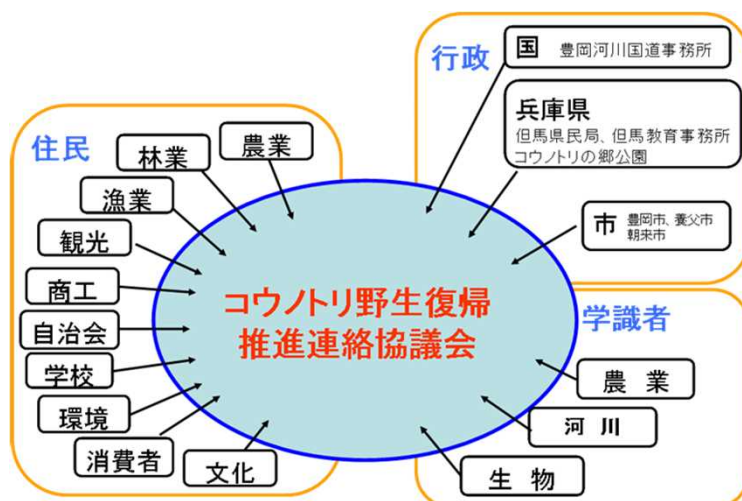 行政
国 豊岡河川国道事務所
兵庫県
但馬県民局、但馬教育事務所
コウノトリの郷公園
市 豊岡市、養父市
朝来市
住民
農業
林業
漁業
観光
商工
自治会
学校
環境
消費者
文化
コウノトリ野生復帰
推進連絡協議会
学識者
農 業
河 川
生 物